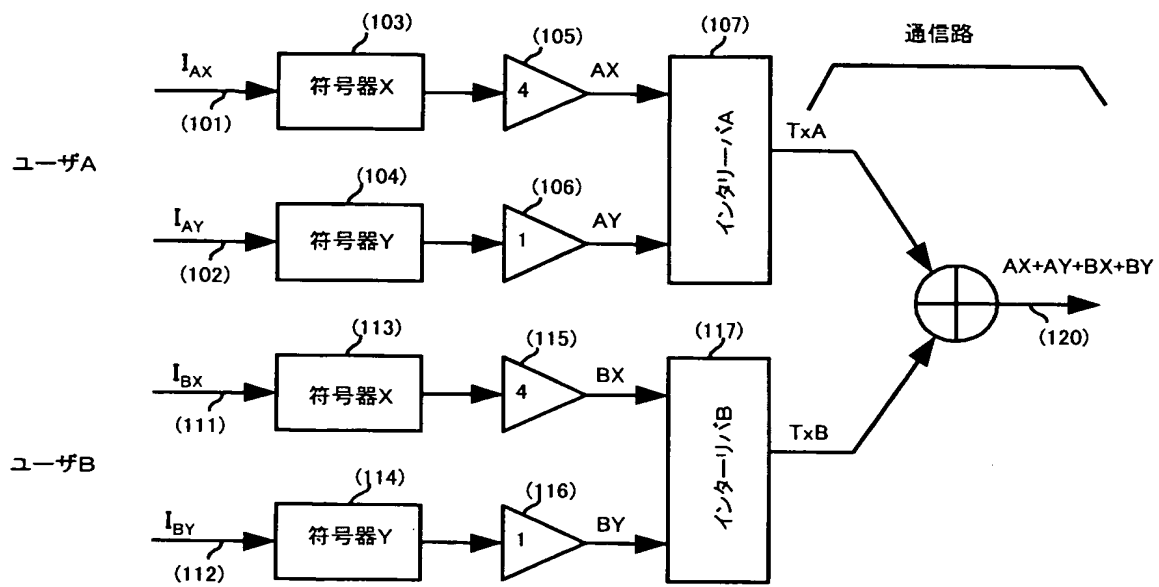 (103)
(105)
(107)
通信路
I_AX
符号器X
4
AX
(101)
TxA
ユーザA
インタリーバA
(104)
(106)
I_AY
符号器Y
1
AY
(102)
AX+AY+BX+BY
(120)
(113)
(115)
(117)
I_BX
符号器X
4
BX
(111)
TxB
ユーザB
インターリバB
(114)
(116)
I_BY
符号器Y
1
BY
(112)